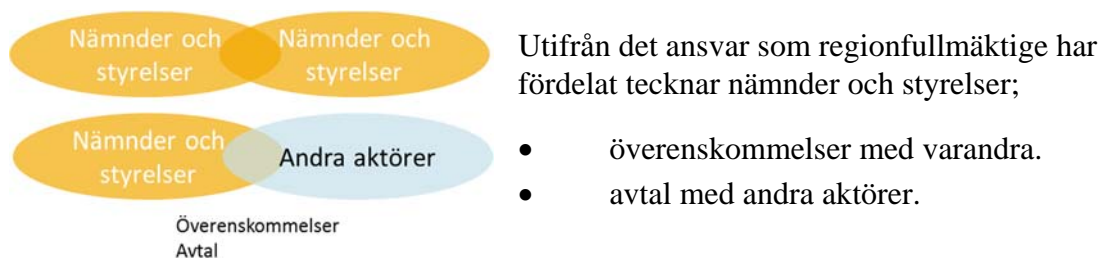 Nämnder och
styrelser
Nämnder och
styrelser
Nämnder och
styrelser
Andra aktörer
Överenskommelser
Avtal
Utifrån det ansvar som regionfullmäktige har
fördelat tecknar nämnder och styrelser;
• överenskommelser med varandra.
• avtal med andra aktörer.